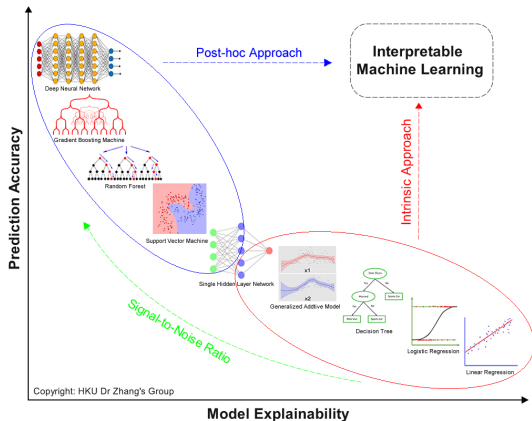 Post-hoc Approach
Interpretable
Machine Learning
Deep Neural Network
Gradient Boosting Machine
Random Forest
Support Vector Machine
Single Hidden Layer Network
x1
x2
Generalized Addtive Model
Decision Tree
Logistic Regression
Linear Regression
Intrinsic Approach
Signal-to-Noise Ratio
Prediction Accuracy
Copyright: HKU Dr Zhang's Group
Model Explainability